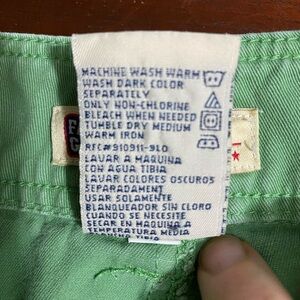 MACHINE WASH WARM
WASH DARK COLOR
SEPARATELY
ONLY NON-CHLORINE
BLEACH WHEN NEEDED
TUMBLE DRY MEDIUM
WARM IRON
RFC#910911-9L0
LAVAR A MAQUINA
CON AGUA TIBIA
LAVAR COLORES OSCUROS
SEPARADAMENT
USAR SOLAMENTE
BLANQUEADOR SIN CLORO
CUANDO SE NECESITE
SECAR EN MAQUINA A
TEMPERATURA MEDIA
TIBIA